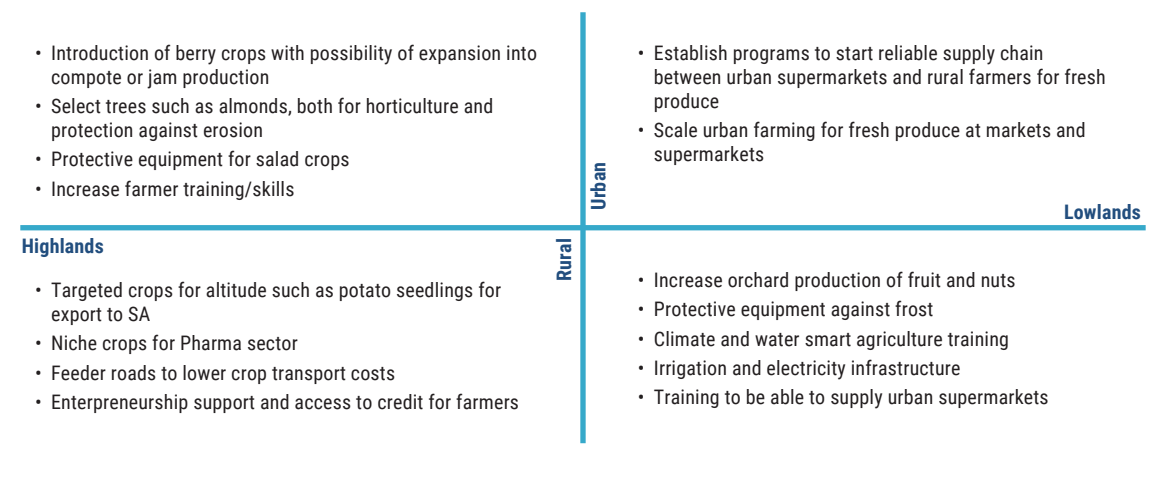 • Introduction of berry crops with possibility of expansion into
compote or jam production
• Select trees such as almonds, both for horticulture and
protection against erosion
• Protective equipment for salad crops
• Increase farmer training/skills
• Establish programs to start reliable supply chain
between urban supermarkets and rural farmers for fresh
produce
• Scale urban farming for fresh produce at markets and
supermarkets
Urban
Lowlands
Highlands
Rural
• Targeted crops for altitude such as potato seedlings for
export to SA
• Niche crops for Pharma sector
• Feeder roads to lower crop transport costs
• Enterpreneurship support and access to credit for farmers
• Increase orchard production of fruit and nuts
• Protective equipment against frost
• Climate and water smart agriculture training
• Irrigation and electricity infrastructure
• Training to be able to supply urban supermarkets